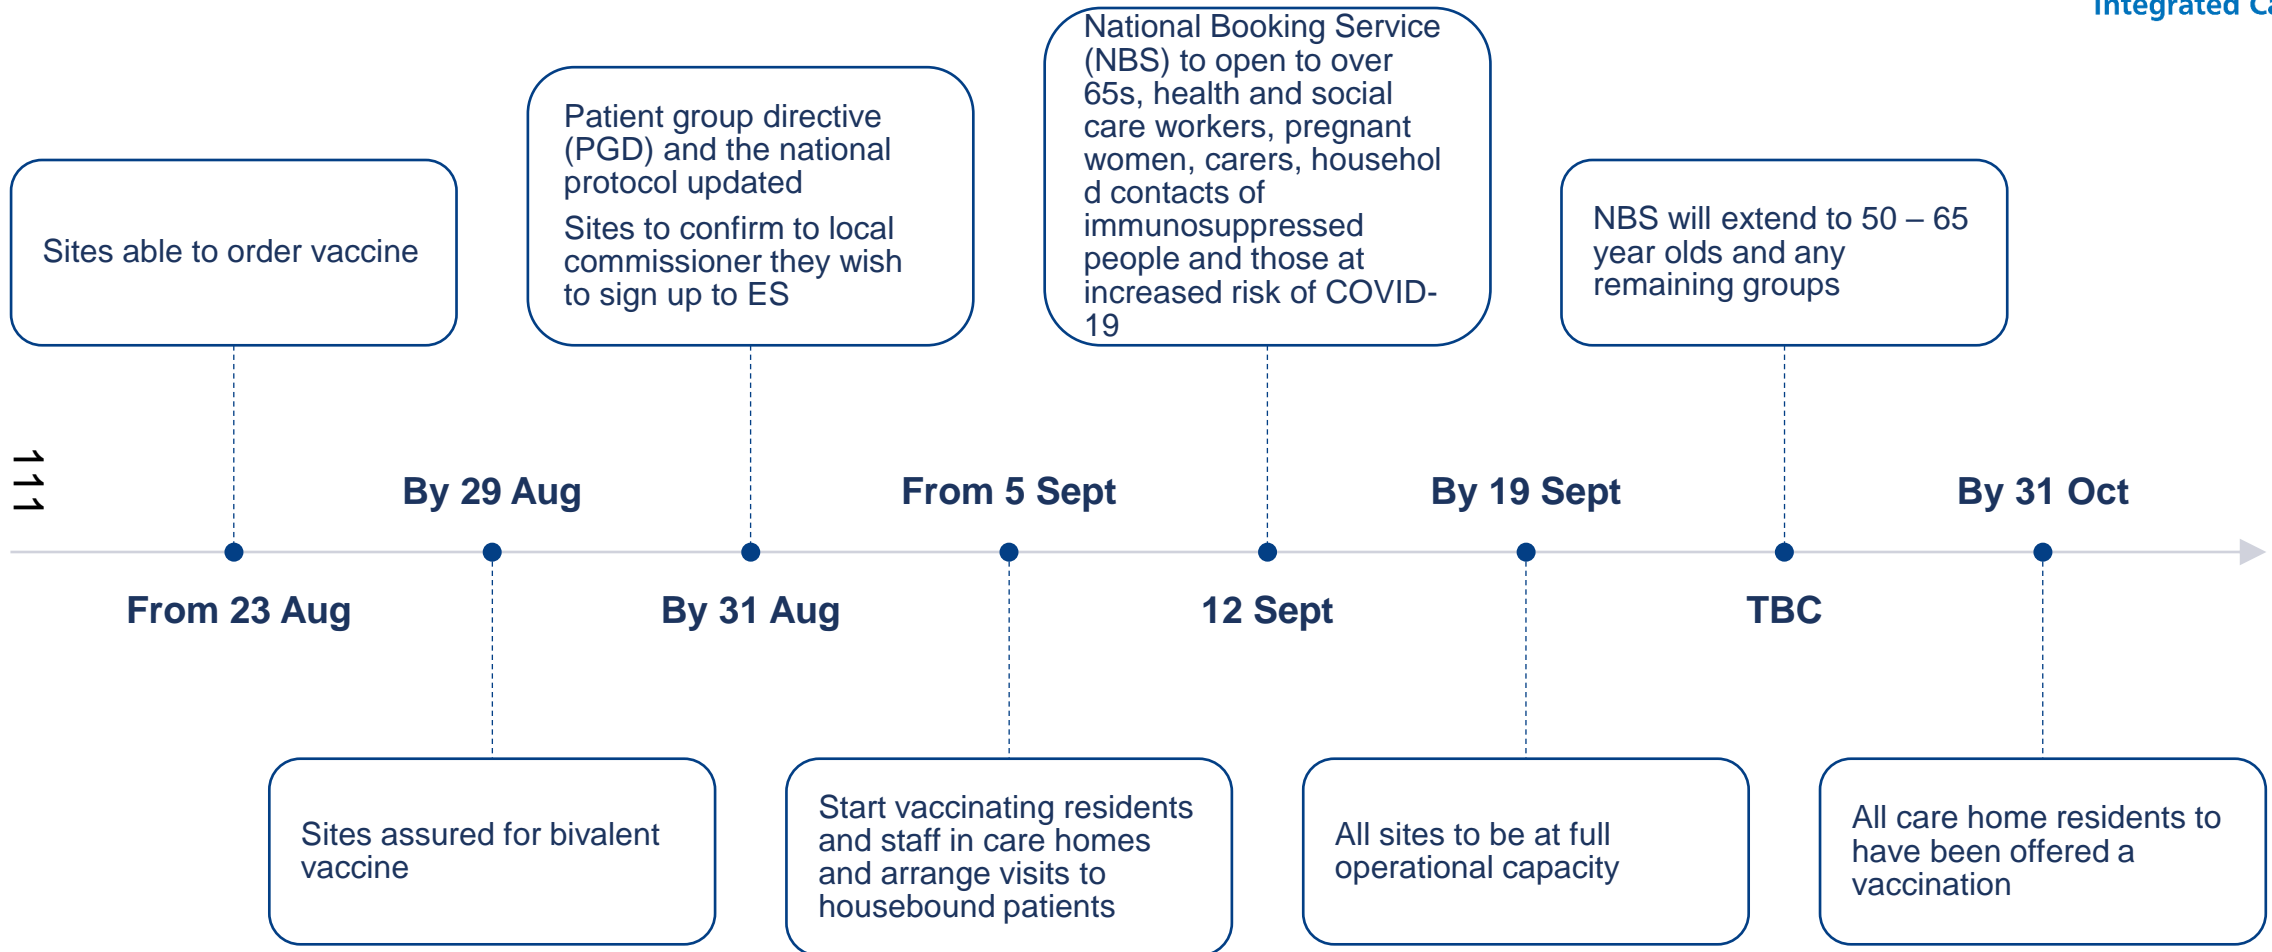 Integrated Ca
National Booking Service
(NBS) to open to over
65s, health and social
care workers, pregnant
women, carers, househol
d contacts of
immunosuppressed
people and those at
increased risk of COVID-
19
Patient group directive
(PGD) and the national
protocol updated
Sites to confirm to local
commissioner they wish
to sign up to ES
Sites able to order vaccine
NBS will extend to 50 – 65
year olds and any
remaining groups
111
By 29 Aug
From 5 Sept
By 19 Sept
By 31 Oct
From 23 Aug
By 31 Aug
12 Sept
TBC
Sites assured for bivalent
vaccine
Start vaccinating residents
and staff in care homes
and arrange visits to
housebound patients
All sites to be at full
operational capacity
All care home residents to
have been offered a
vaccination